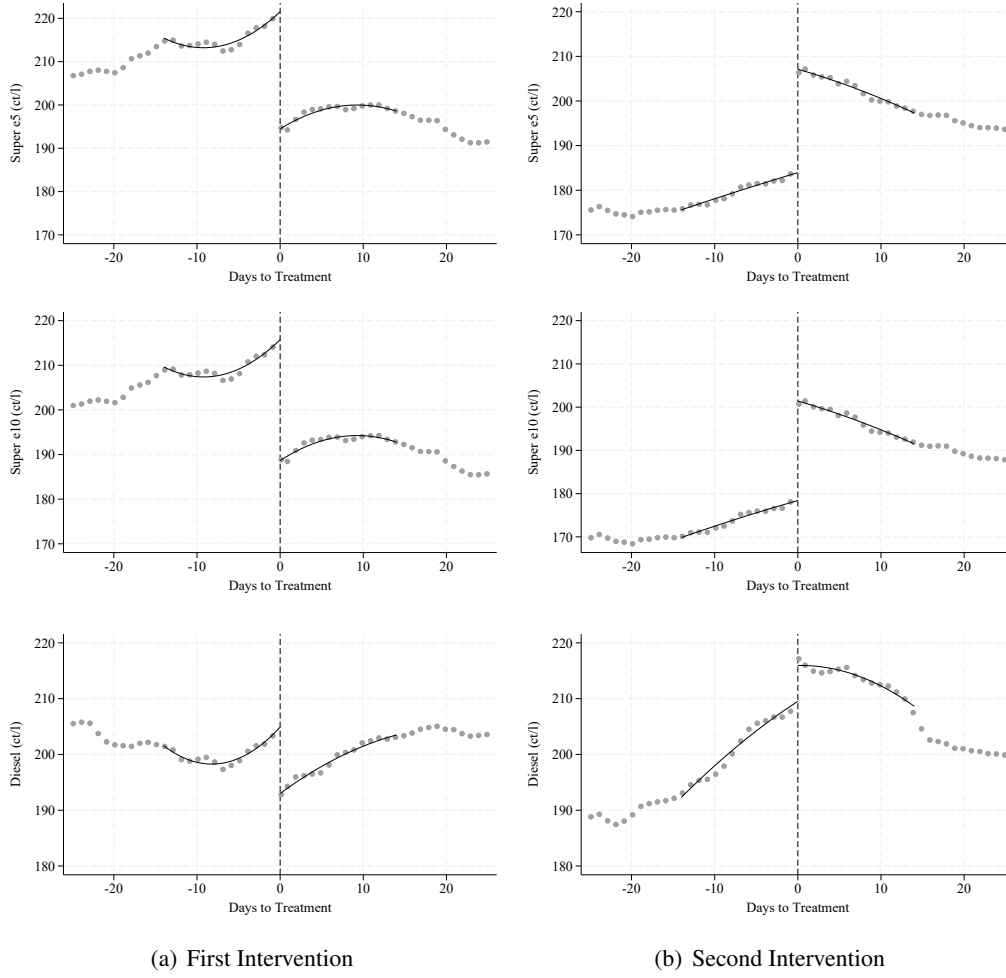 220
210
200
190
180
170
Super e5 (ct/l)
-20 -10 0 10 20
Days to Treatment
220
210
200
190
180
170
Super e5 (ct/l)
-20 -10 0 10 20
Days to Treatment
220
210
200
190
180
170
Super e10 (ct/l)
-20 -10 0 10 20
Days to Treatment
220
210
200
190
180
170
Super e10 (ct/l)
-20 -10 0 10 20
Days to Treatment
220
210
200
190
180
Diesel (ct/l)
-20 -10 0 10 20
Days to Treatment
220
210
200
190
180
Diesel (ct/l)
-20 -10 0 10 20
Days to Treatment
(a) First Intervention
(b) Second Intervention